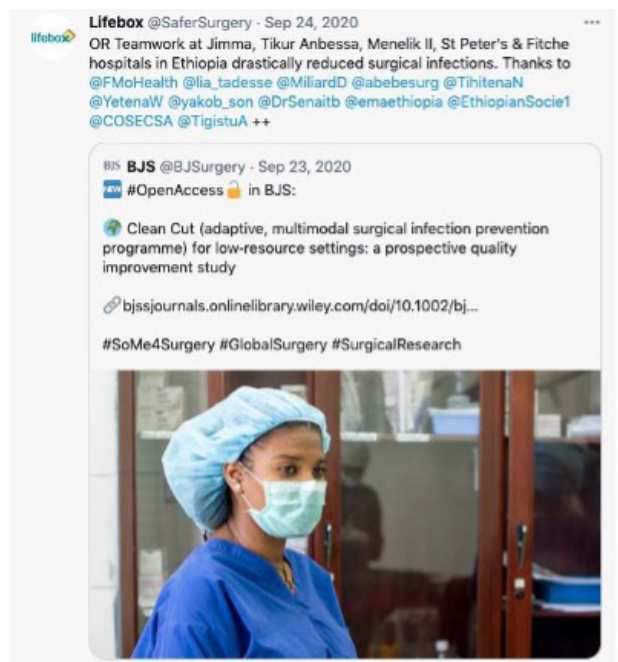 lifebox
Lifebox @SaferSurgery · Sep 24, 2020
OR Teamwork at Jimma, Tikur Anbessa, Menelik II, St Peter's & Fitche
hospitals in Ethiopia drastically reduced surgical infections. Thanks to
@FMoHealth @lia_tadesse @MiliardD @abebesurg @TihitenaN
@YetenaW @yakob_son @DrSenaitb @emaethiopia @EthiopianSocie1
@COSECSA @TigistuA ++
BJS BJS @BJSurgery · Sep 23, 2020
NEW #OpenAccess in BJS:
Clean Cut (adaptive, multimodal surgical infection prevention
programme) for low-resource settings: a prospective quality
improvement study
bjssjournals.onlinelibrary.wiley.com/doi/10.1002/bj...
#SoMe4Surgery #GlobalSurgery #SurgicalResearch